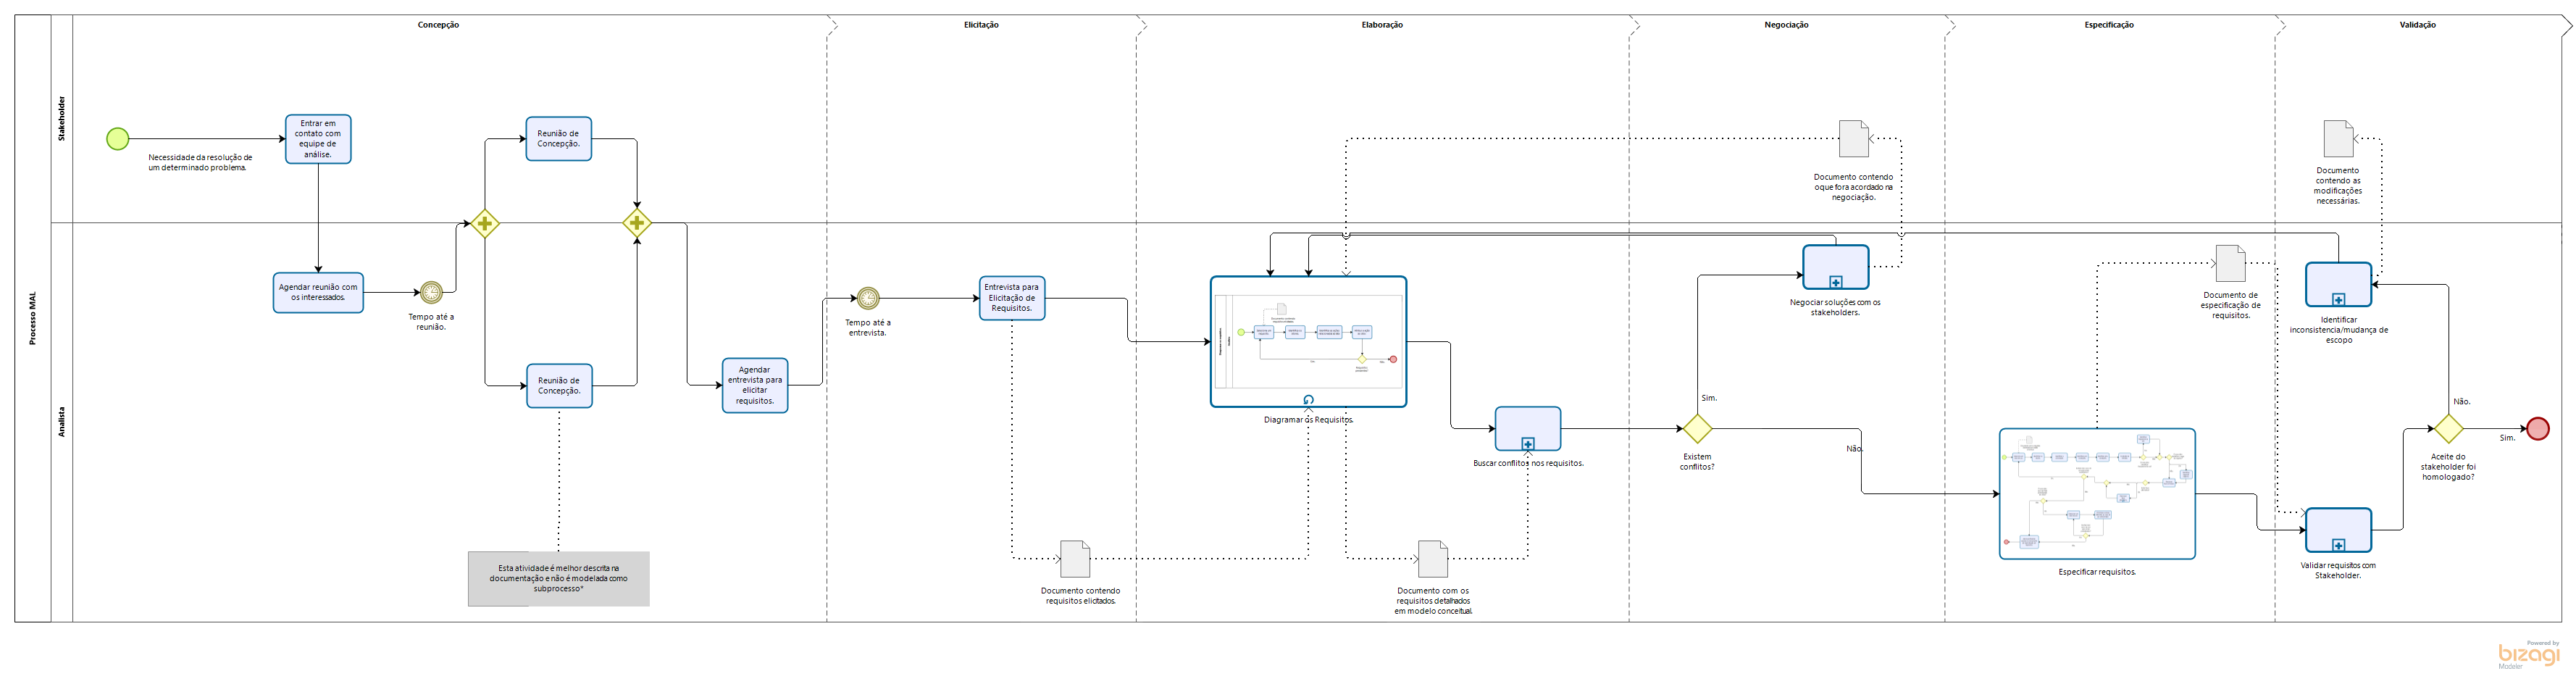 Concepção
Elicitação
Elaboração
Negociação
Especificação
Validação
Processo MAL
Stakeholder
Analista
Necessidade da resolução de
um determinado problema.
Entrar em
contato com
equipe de
análise.
Agendar reunião com
os interessados.
Tempo até a
reunião.
Reunião de
Concepção.
Reunião de
Concepção.
Esta atividade é melhor descrita na
documentação e não é modelada como
subprocesso*
Agendar
entrevista para
elicitar
requisitos.
Tempo até a
entrevista.
Entrevista para
Elicitação de
Requisitos.
Documento contendo
requisitos elicitados.
Diagramar os Requisitos.
Documento com os
requisitos detalhados
em modelo conceitual.
Buscar conflitos nos requisitos.
Existem
conflitos?
Sim.
Não.
Negociar soluções com os
stakeholders.
Documento contendo
oque fora acordado na
negociação.
Especificar requisitos.
Documento de
especificação de
requisitos.
Validar requisitos com
Stakeholder.
Aceite do
stakeholder foi
homologado?
Não.
Sim.
Identificar
inconsistencia/mudança de
escopo
Documento
contendo as
modificações
necessárias.
Powered by
bizagi
Modeler